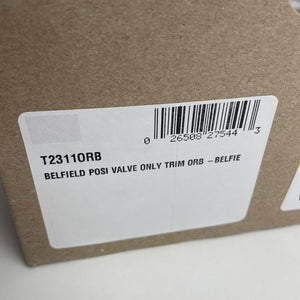 0 26508 27544 3
T2311ORB
BELFIELD POSI VALVE ONLY TRIM ORB -BELFIE